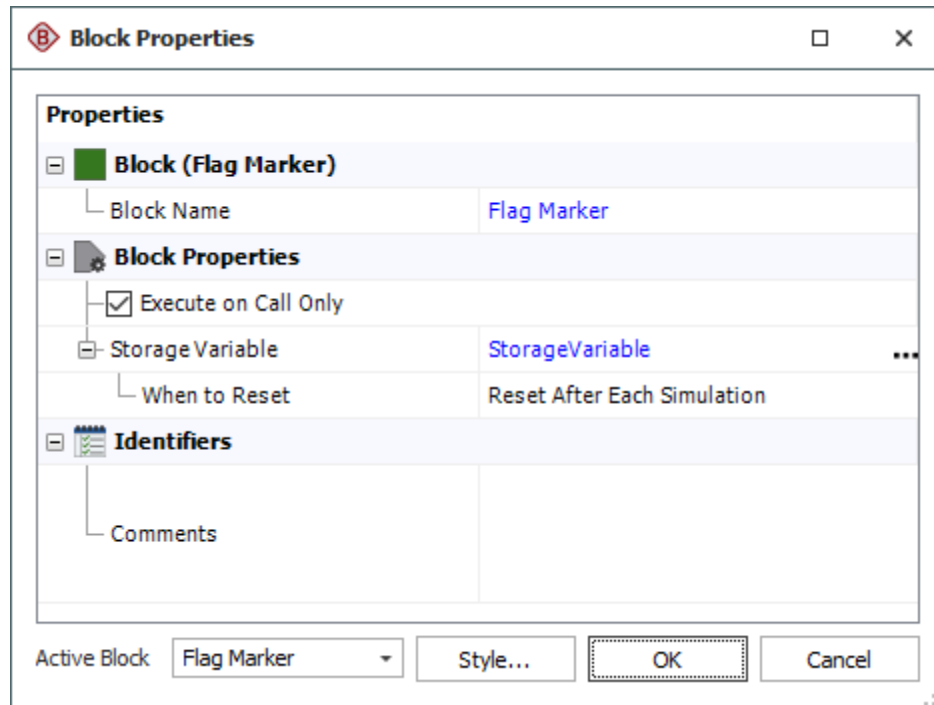 B Block Properties
Properties
Block (Flag Marker)
Block Name Flag Marker
Block Properties
Execute on Call Only
Storage Variable StorageVariable ...
When to Reset Reset After Each Simulation
Identifiers
Comments
Active Block Flag Marker Style... OK Cancel